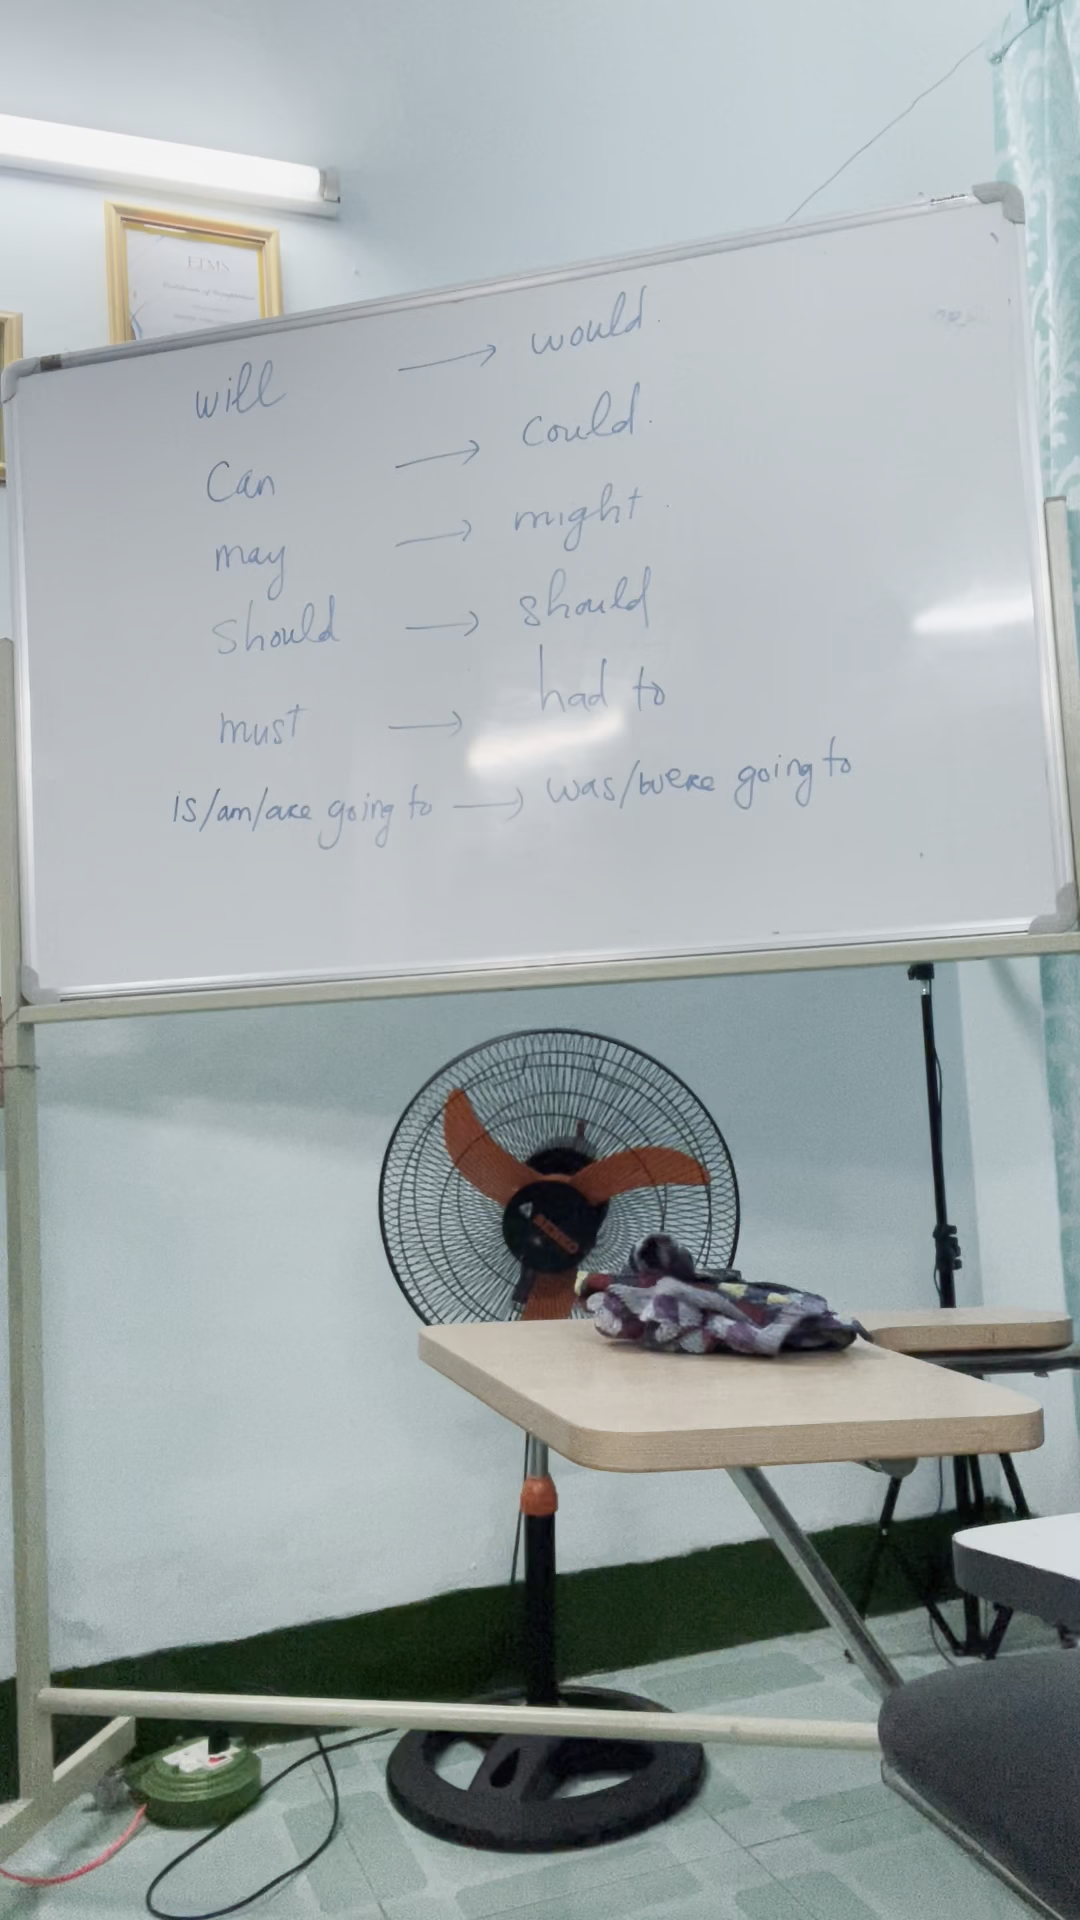 ETMS
will → would.
Can → Could.
may → might.
Should → should
must → had to
is/am/are going to → was/were going to